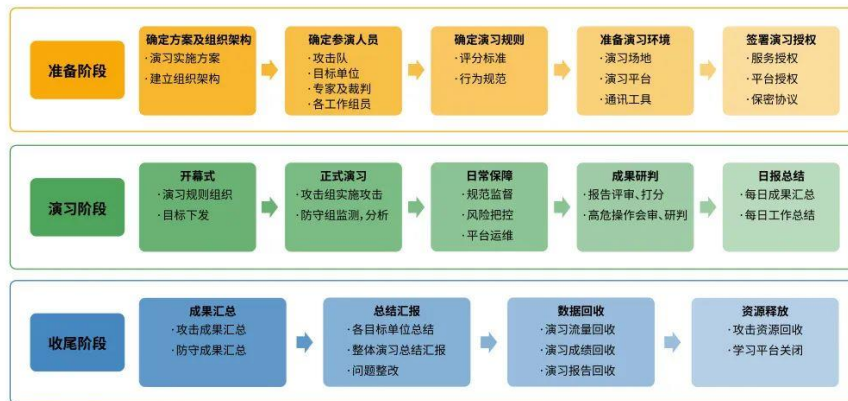 准备阶段
确定方案及组织架构
·演习实施方案
·建立组织架构
确定参演人员
·攻击队
·目标单位
·专家及裁判
·各工作组员
确定演习规则
·评分标准
·行为规范
准备演习环境
·演习场地
·演习平台
·通讯工具
签署演习授权
·服务授权
·平台授权
·保密协议
演习阶段
开幕式
·演习规则组织
·目标下发
正式演习
·攻击组实施攻击
·防守组监测,分析
日常保障
·规范监督
·风险把控
·平台运维
成果研判
·报告评审、打分
·高危操作会审、研判
日报总结
·每日成果汇总
·每日工作总结
收尾阶段
成果汇总
·攻击成果汇总
·防守成果汇总
总结汇报
·各目标单位总结
·整体演习总结汇报
·问题整改
数据回收
·演习流量回收
·演习成绩回收
·演习报告回收
资源释放
·攻击资源回收
·学习平台关闭